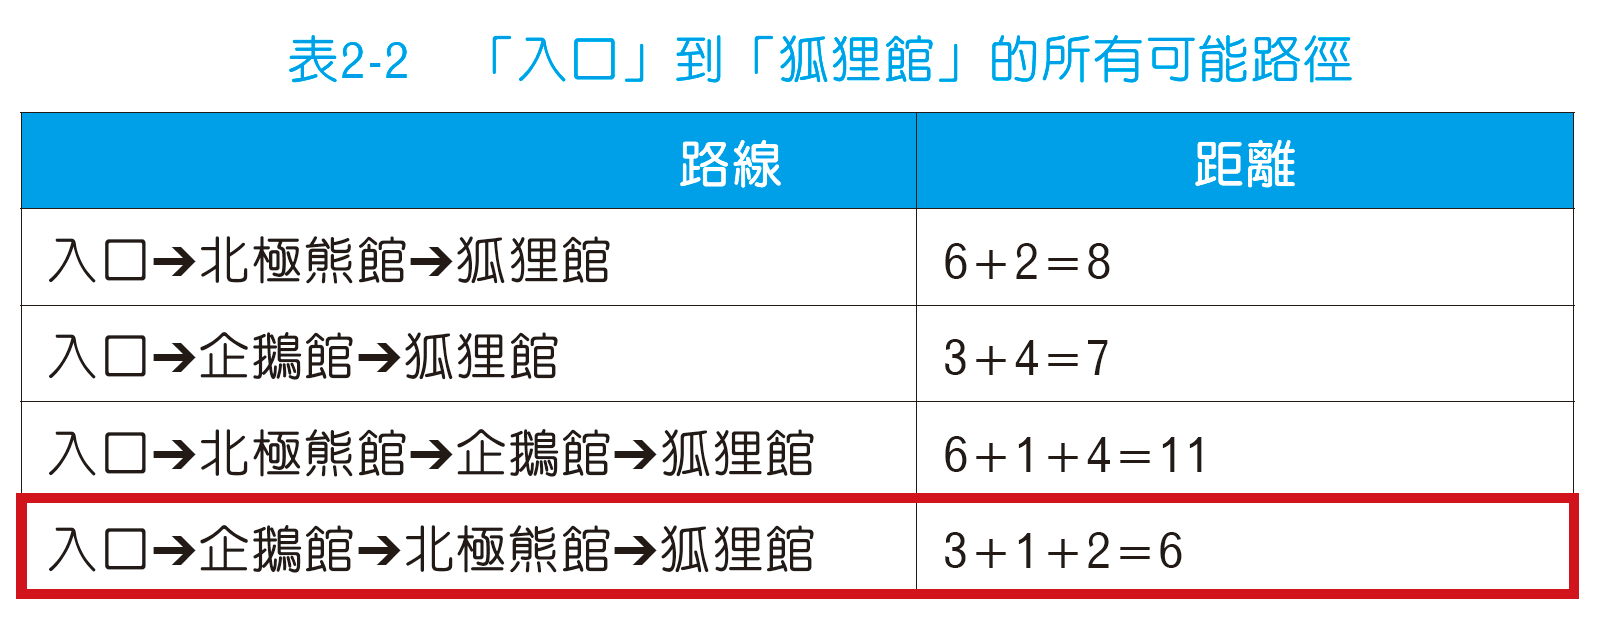 表2-2 「入口」到「狐狸館」的所有可能路徑
路線 距離
入口➔北極熊館➔狐狸館 6+2=8
入口➔企鵝館➔狐狸館 3+4=7
入口➔北極熊館➔企鵝館➔狐狸館 6+1+4=11
入口➔企鵝館➔北極熊館➔狐狸館 3+1+2=6